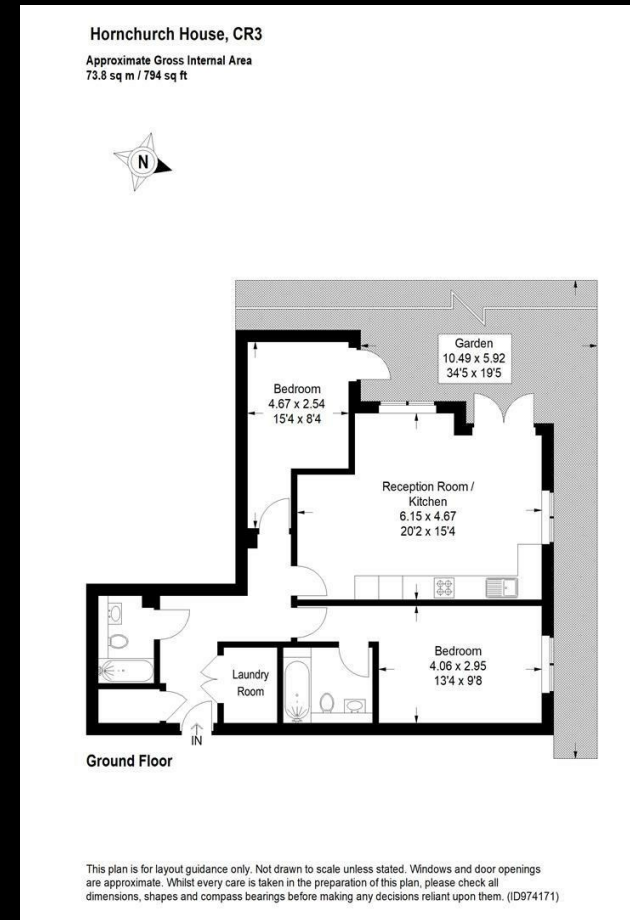 Hornchurch House, CR3
Approximate Gross Internal Area
73.8 sq m / 794 sq ft
N
Garden
10.49 x 5.92
34'5 x 19'5
Bedroom
4.67 x 2.54
15'4 x 8'4
Reception Room /
Kitchen
6.15 x 4.67
20'2 x 15'4
Bedroom
4.06 x 2.95
13'4 x 9'8
Laundry
Room
IN
Ground Floor
This plan is for layout guidance only. Not drawn to scale unless stated. Windows and door openings
are approximate. Whilst every care is taken in the preparation of this plan, please check all
dimensions, shapes and compass bearings before making any decisions reliant upon them. (ID974171)